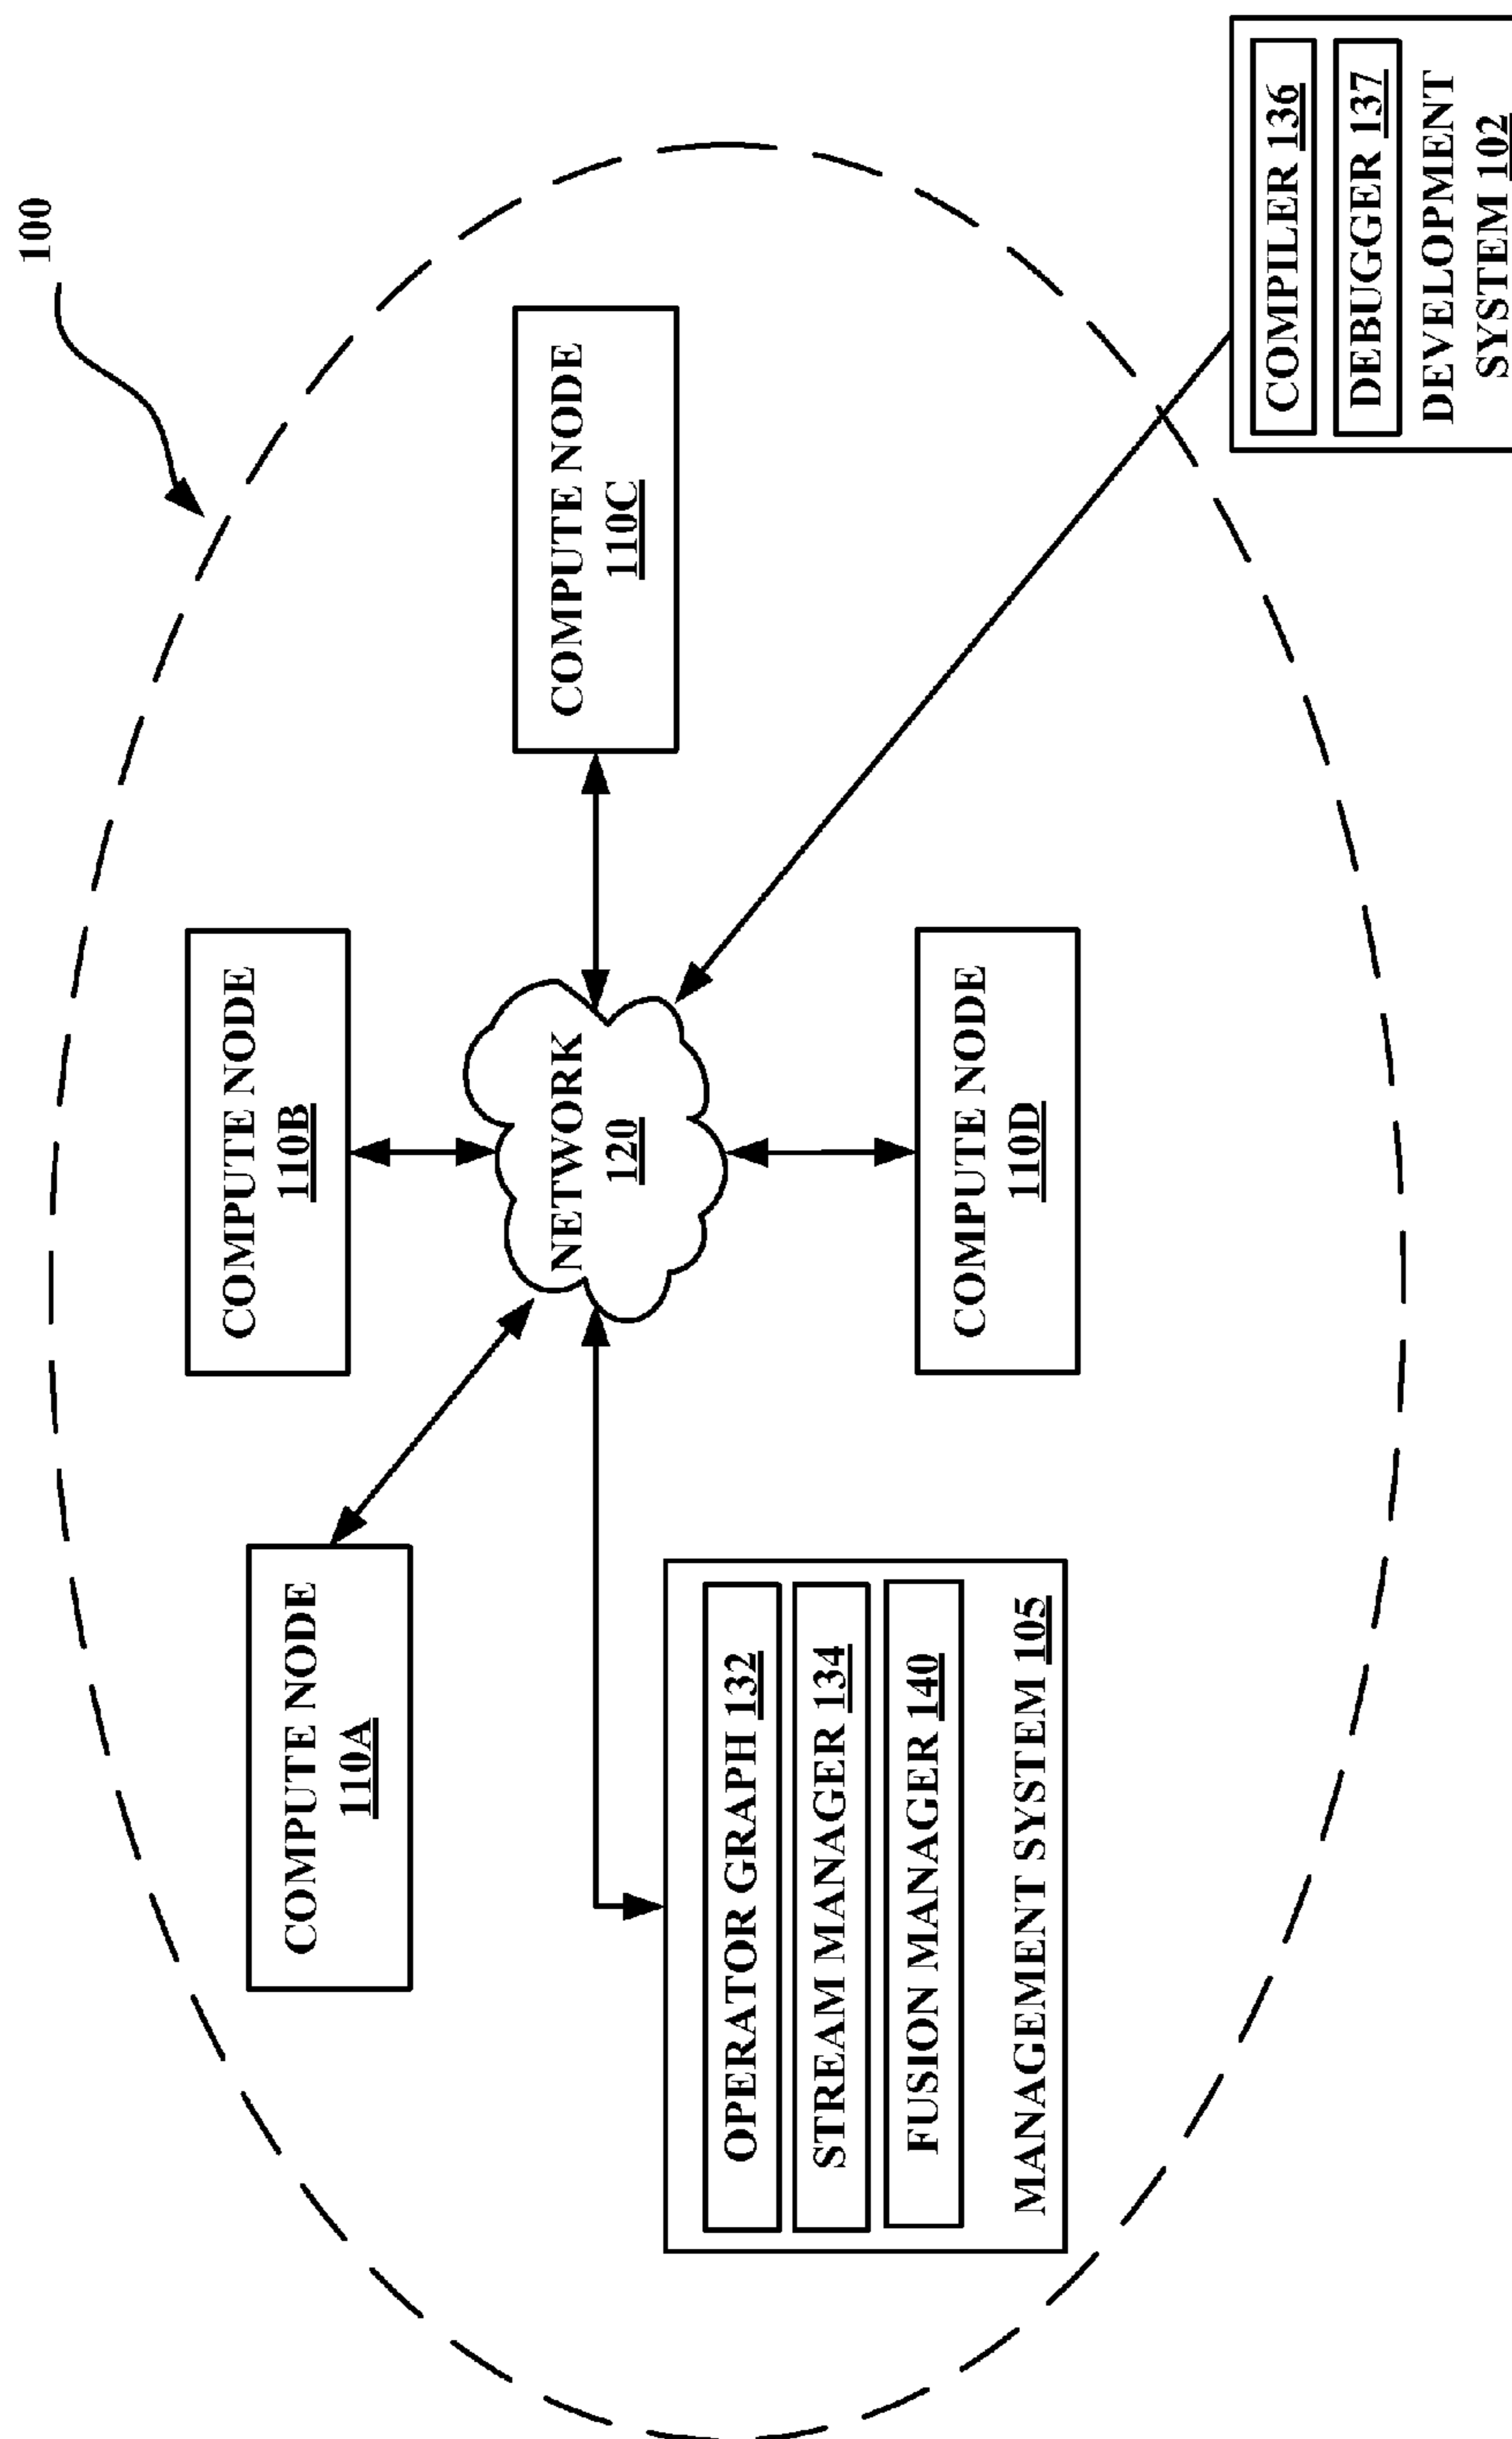 100
COMPUTE NODE
110B
COMPUTE NODE
110A
COMPUTE NODE
110C
NETWORK
120
OPERATOR GRAPH 132
STREAM MANAGER 134
FUSION MANAGER 140
MANAGEMENT SYSTEM 105
COMPUTE NODE
110D
COMPILER 136
DEBUGGER 137
DEVELOPMENT
SYSTEM 102